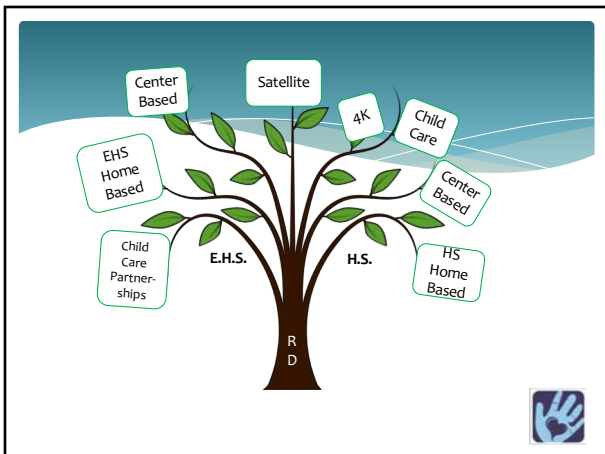 Satellite
Center
Based
4K
Child
Care
EHS
Home
Based
Center
Based
Child
Care
Partner-
ships
E.H.S.
H.S.
HS
Home
Based
R
D